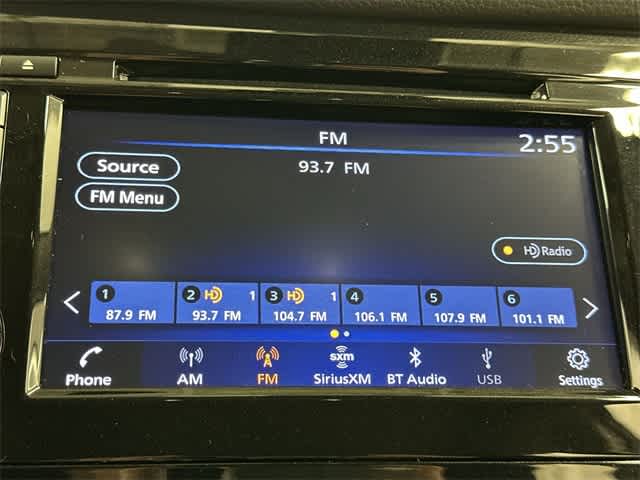 FM
2:55
Source
93.7 FM
FM Menu
HD Radio
1 2 HD 1 3 HD 1 4 5 6
87.9 FM 93.7 FM 104.7 FM 106.1 FM 107.9 FM 101.1 FM
sxm
Phone AM FM SiriusXM BT Audio USB Settings